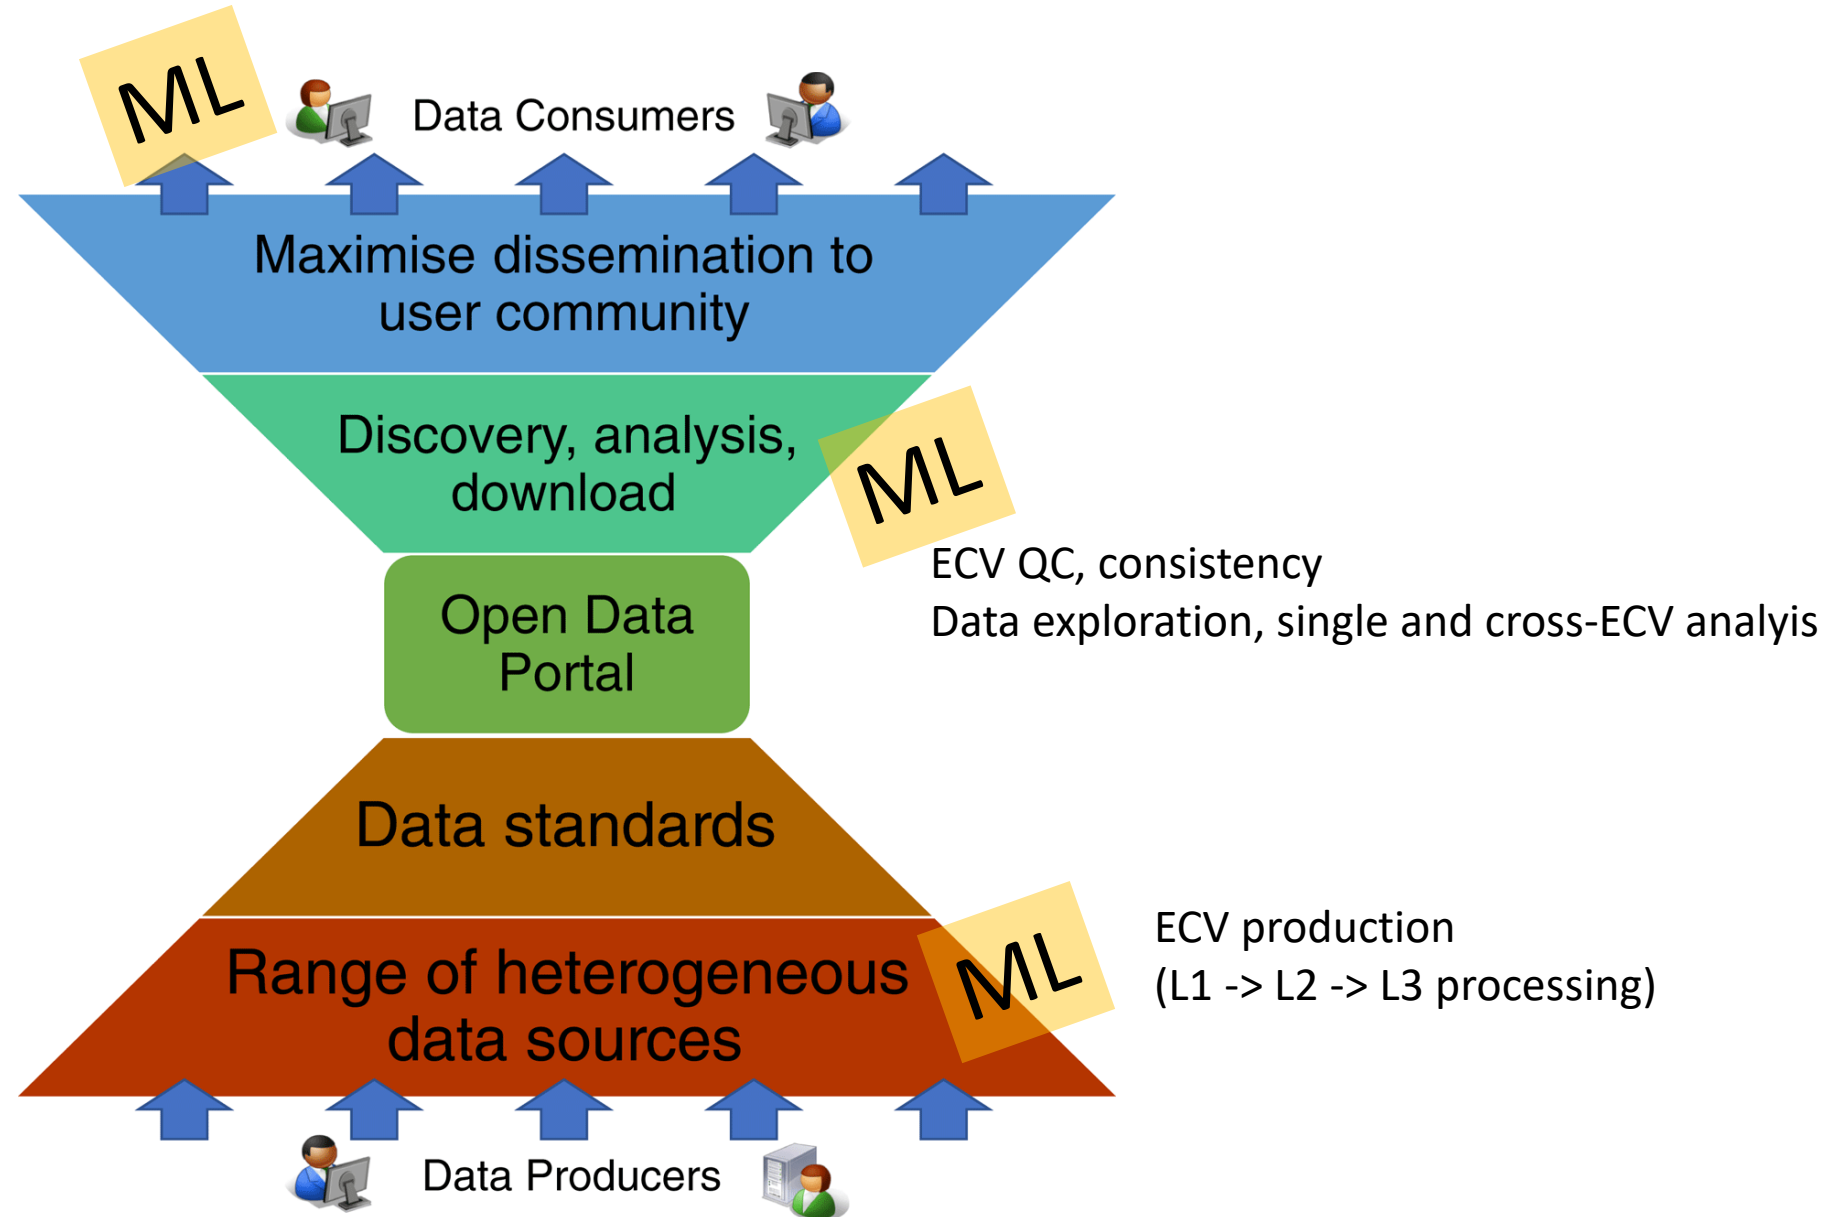 ML
Data Consumers
Maximise dissemination to
user community
Discovery, analysis,
download
ML
ECV QC, consistency
Data exploration, single and cross-ECV analyis
Open Data
Portal
Data standards
Range of heterogeneous
data sources
ML
ECV production
(L1 -> L2 -> L3 processing)
Data Producers